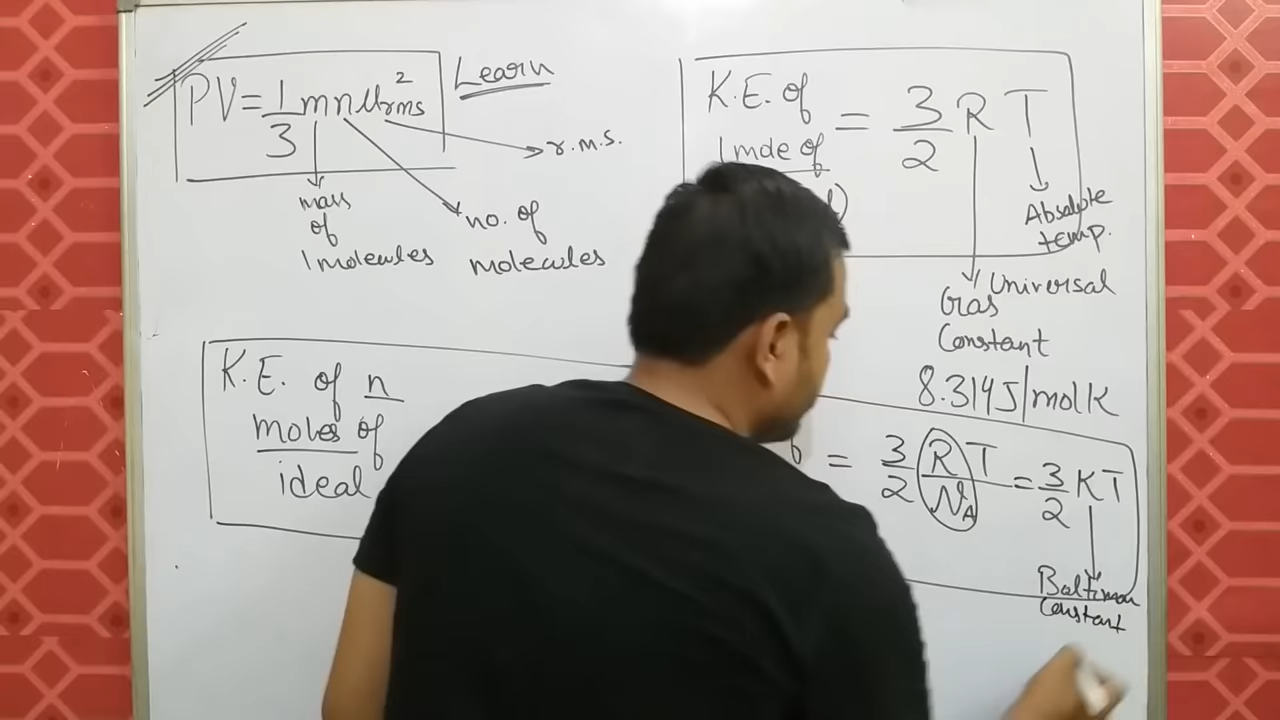 PV = 1/3 mnUrms²
Learn
r.m.s.
mass
of
1 molecules
no. of
molecules
K.E. of
1 mole of
= 3/2 R T
Absolute
temp.
Universal
Gas
Constant
8.314 J/mol K
K.E. of n
moles of
ideal
= 3/2 R/NA T = 3/2 KT
Baltzman
Constant